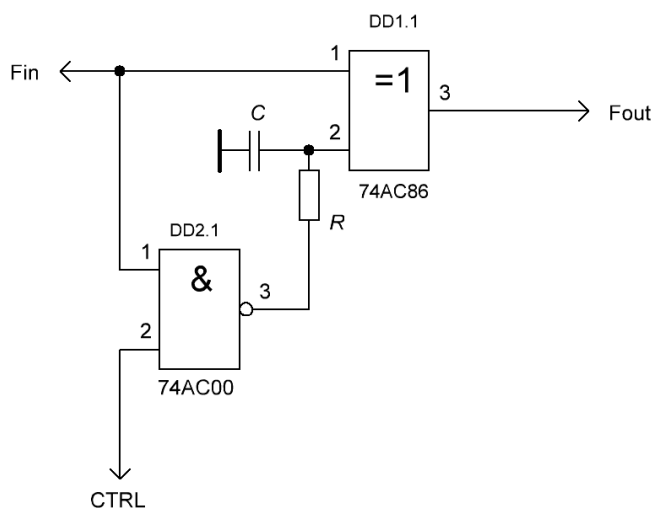 DD1.1
Fin
1
=1
3
Fout
C
2
74AC86
R
DD2.1
1
&
3
2
74AC00
CTRL